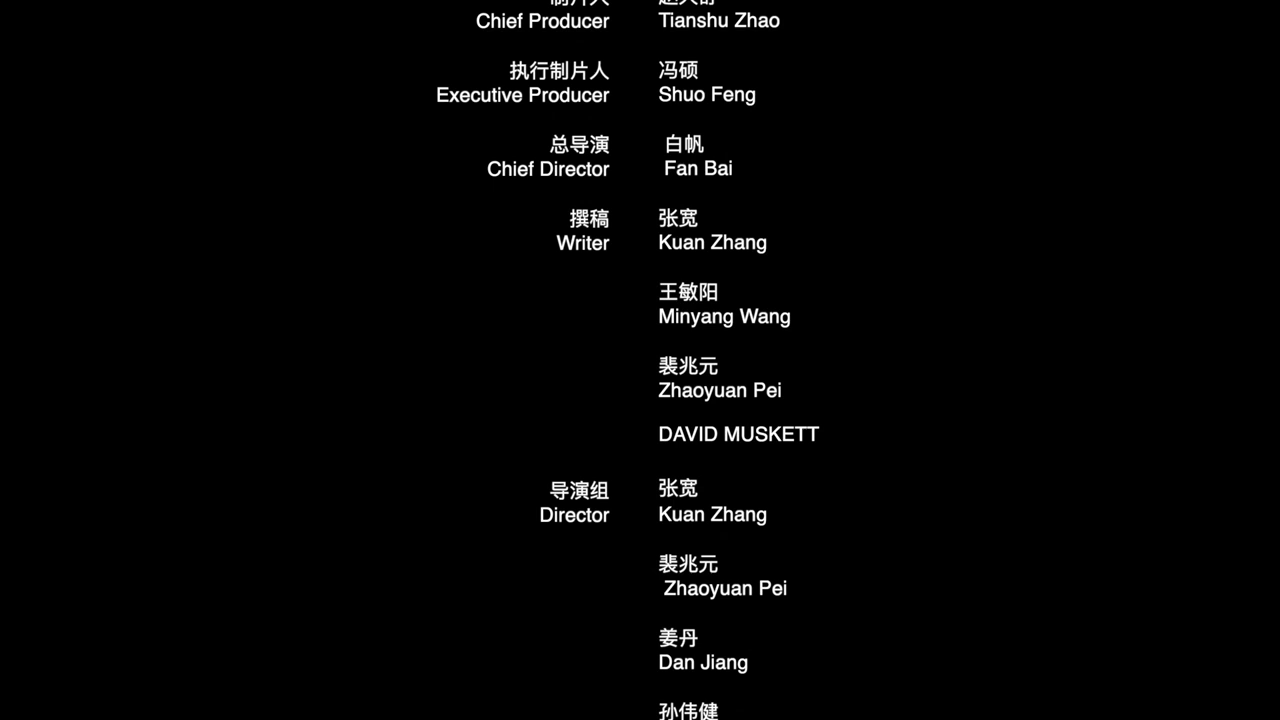 Chief Producer Tianshu Zhao
执行制片人 冯硕
Executive Producer Shuo Feng
总导演 白帆
Chief Director Fan Bai
撰稿 张宽
Writer Kuan Zhang
王敏阳
Minyang Wang
裴兆元
Zhaoyuan Pei
DAVID MUSKETT
导演组 张宽
Director Kuan Zhang
裴兆元
Zhaoyuan Pei
姜丹
Dan Jiang
孙伟健